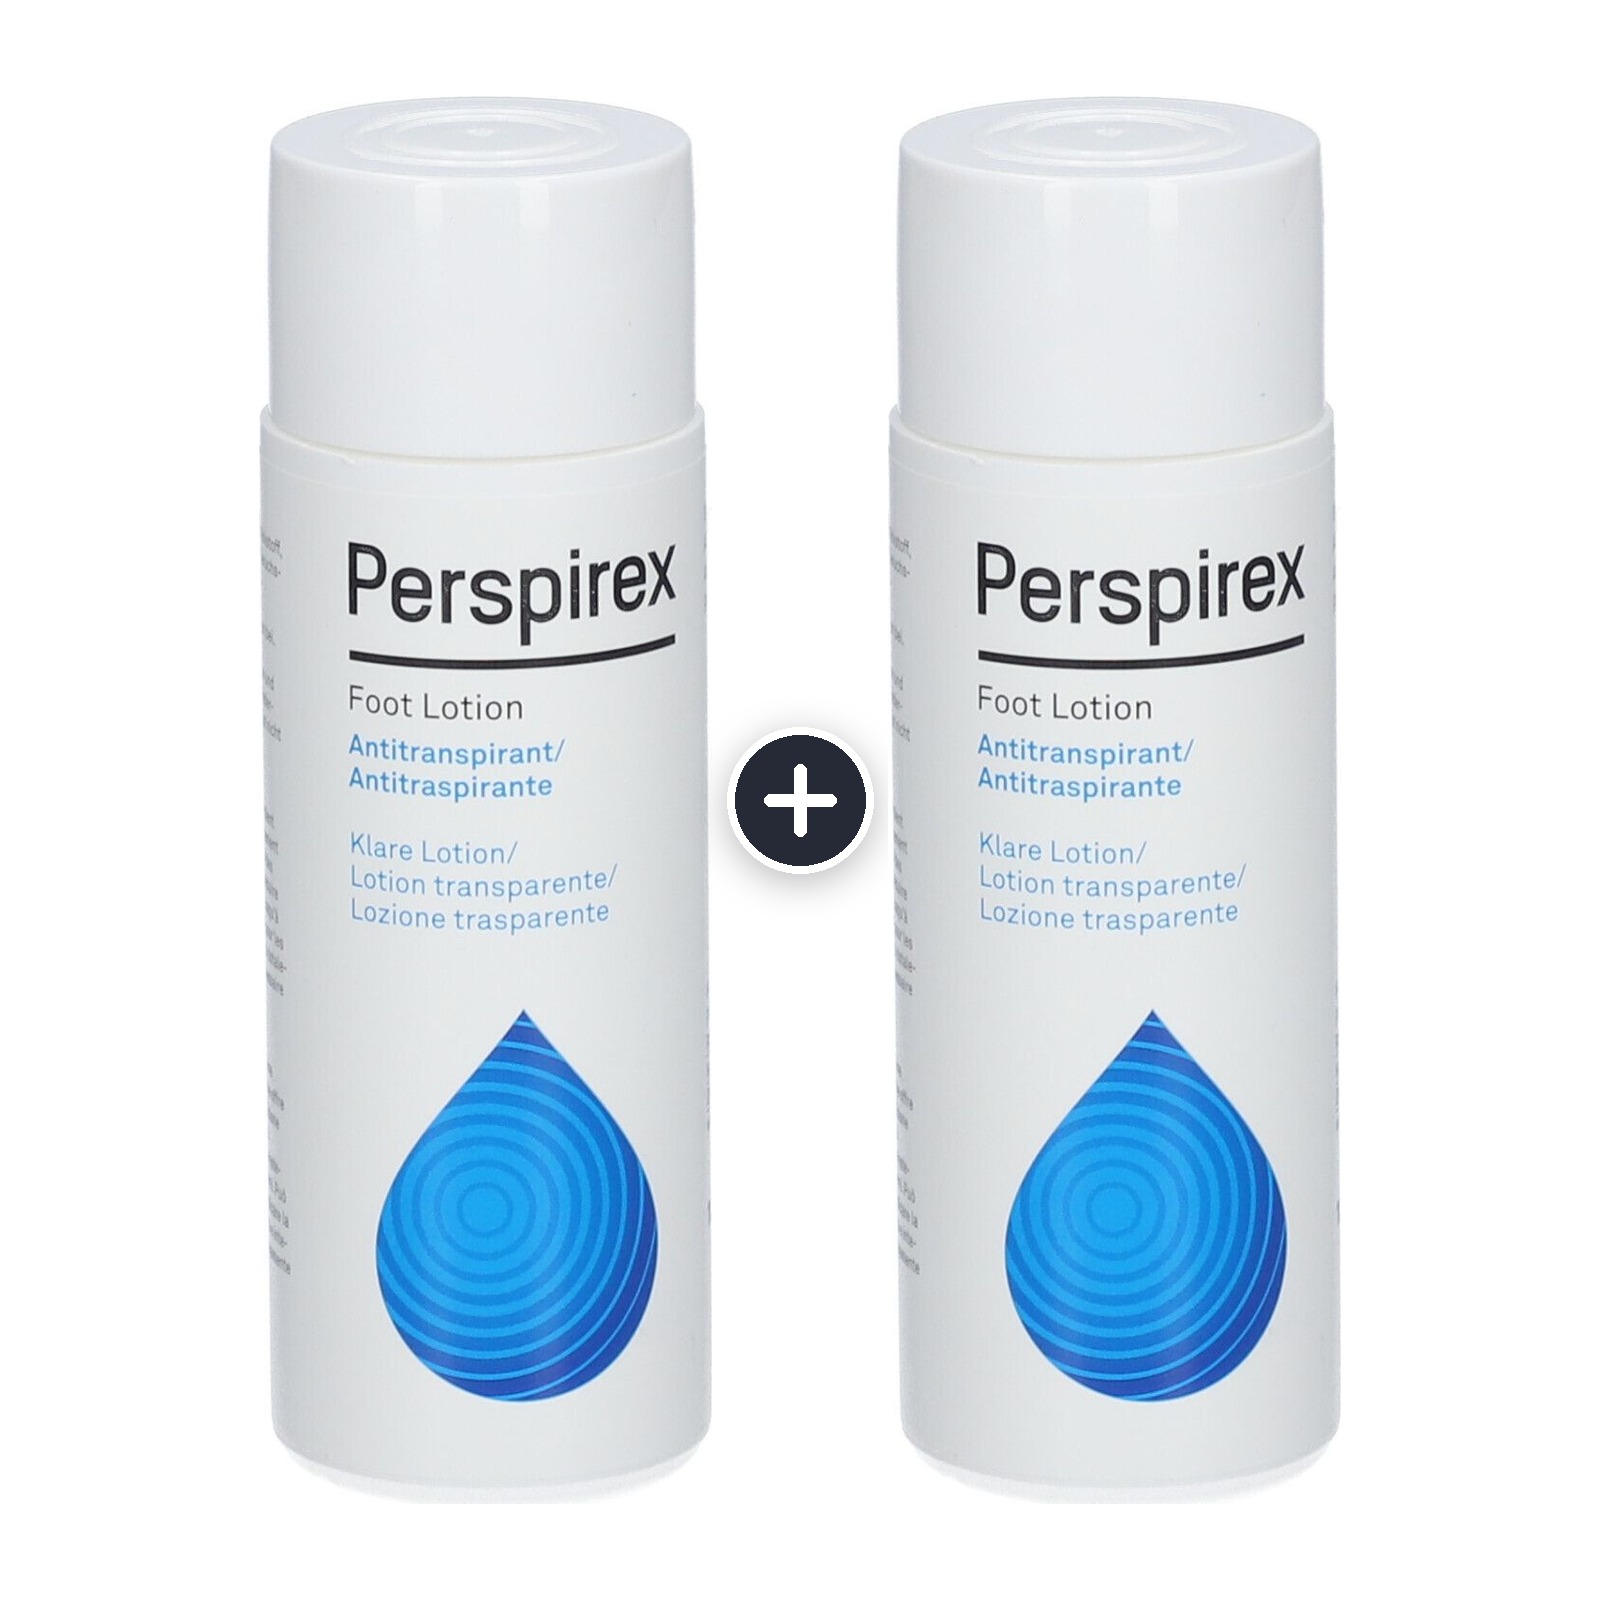 Perspirex
Foot Lotion
Antitranspirant/
Antitraspirante
Klare Lotion/
Lotion transparente/
Lozione trasparente
Perspirex
Foot Lotion
Antitranspirant/
Antitraspirante
Klare Lotion/
Lotion transparente/
Lozione trasparente